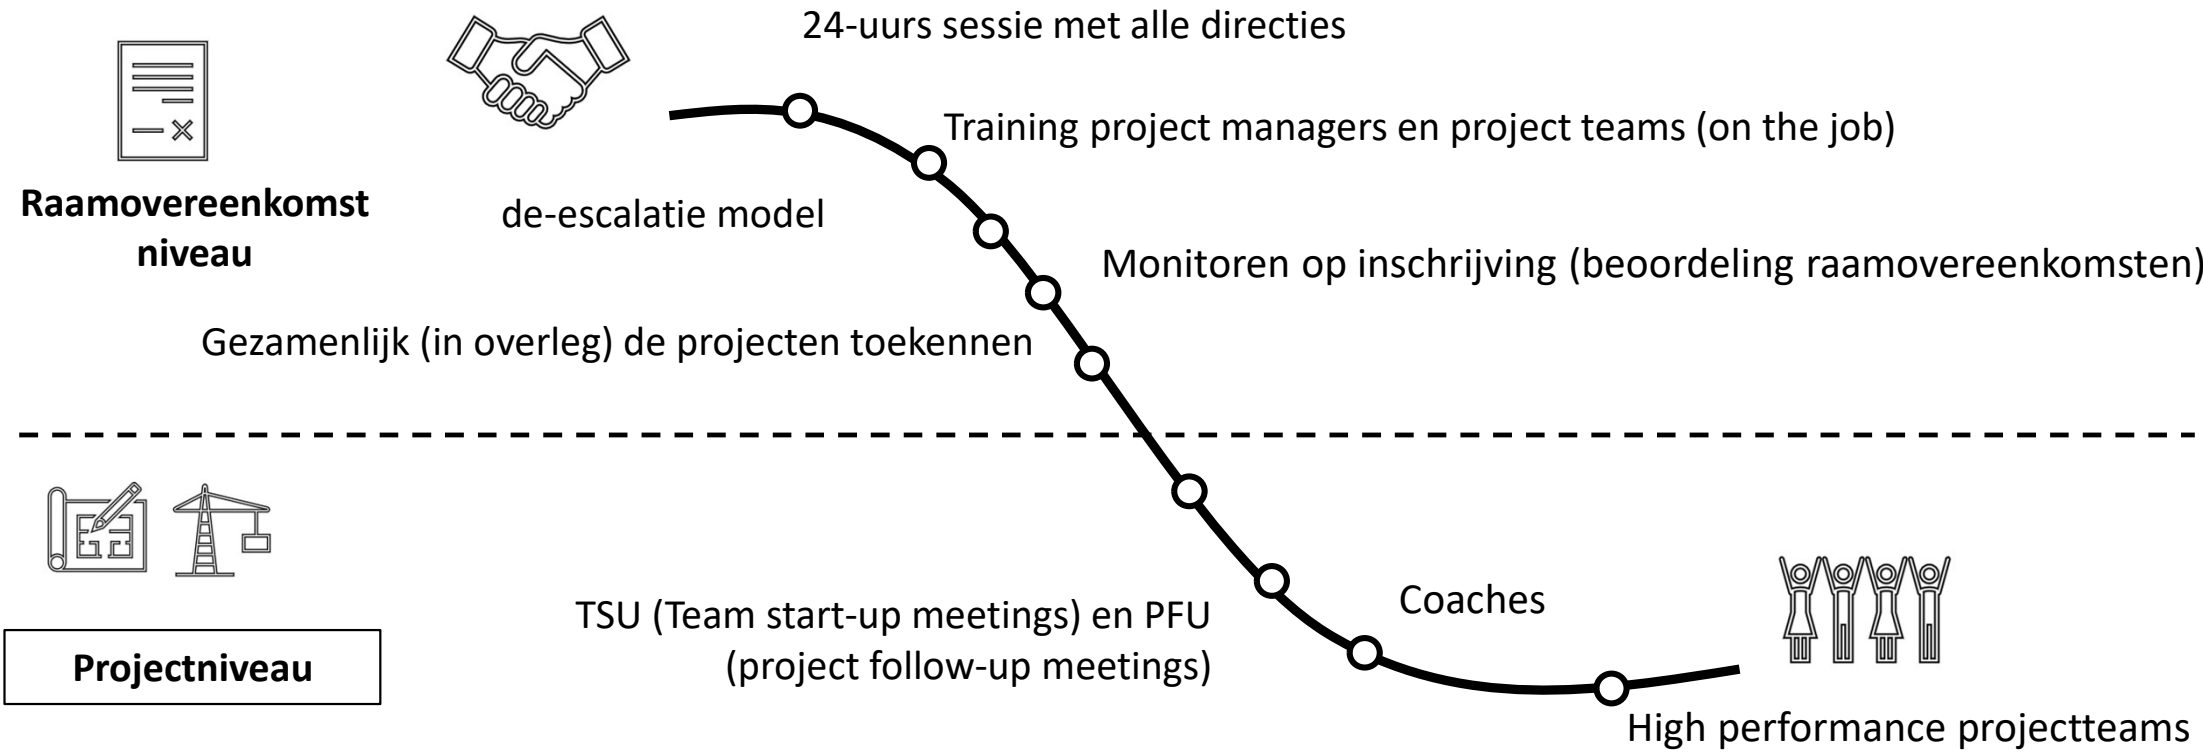 24-uurs sessie met alle directies
Training project managers en project teams (on the job)
Raamovereenkomst
niveau
de-escalatie model
Monitoren op inschrijving (beoordeling raamovereenkomsten)
Gezamenlijk (in overleg) de projecten toekennen
Coaches
TSU (Team start-up meetings) en PFU
(project follow-up meetings)
Projectniveau
High performance projectteams